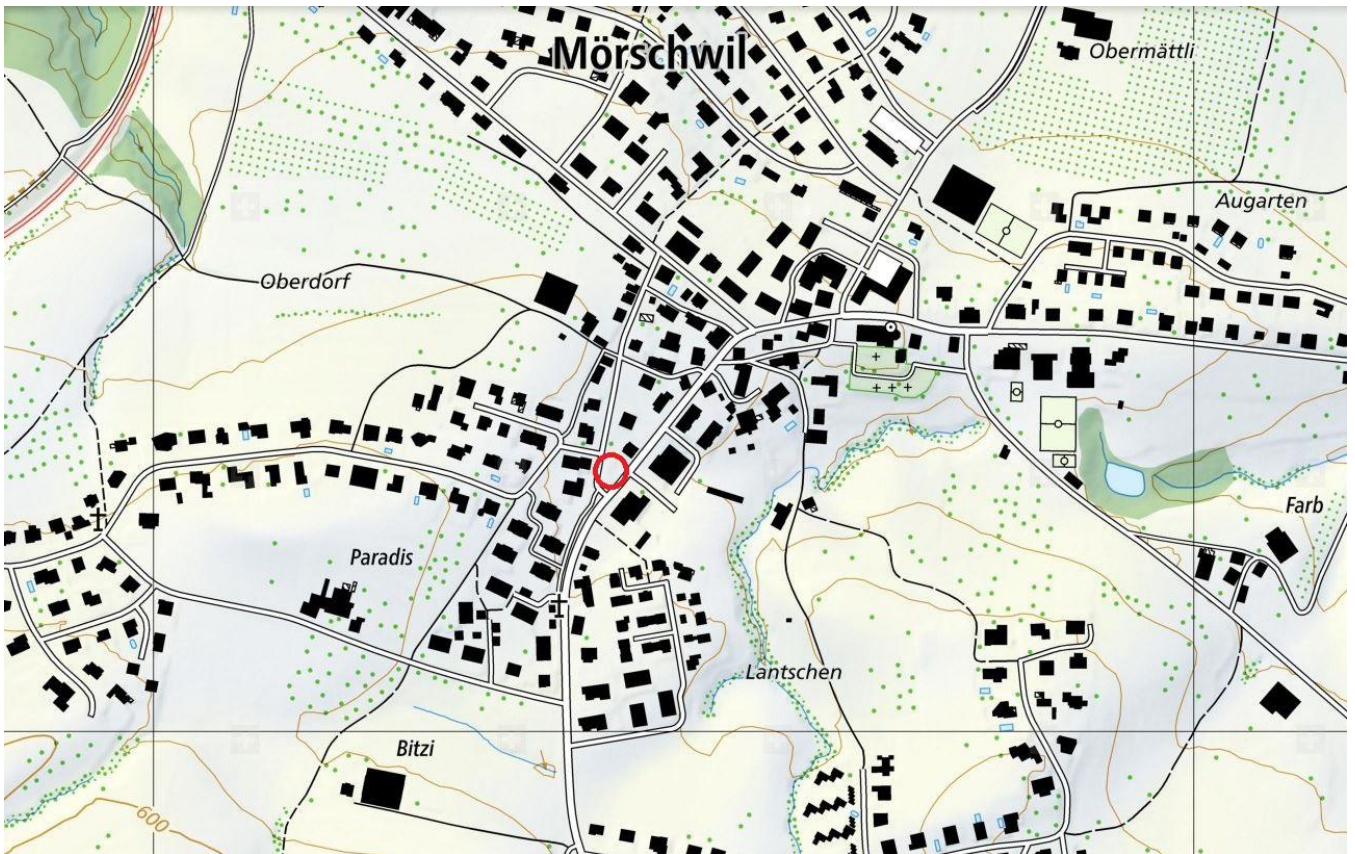 Mörschwil
Obermättli
Augarten
Oberdorf
Farb
Paradis
Lantschen
Bitzi
600